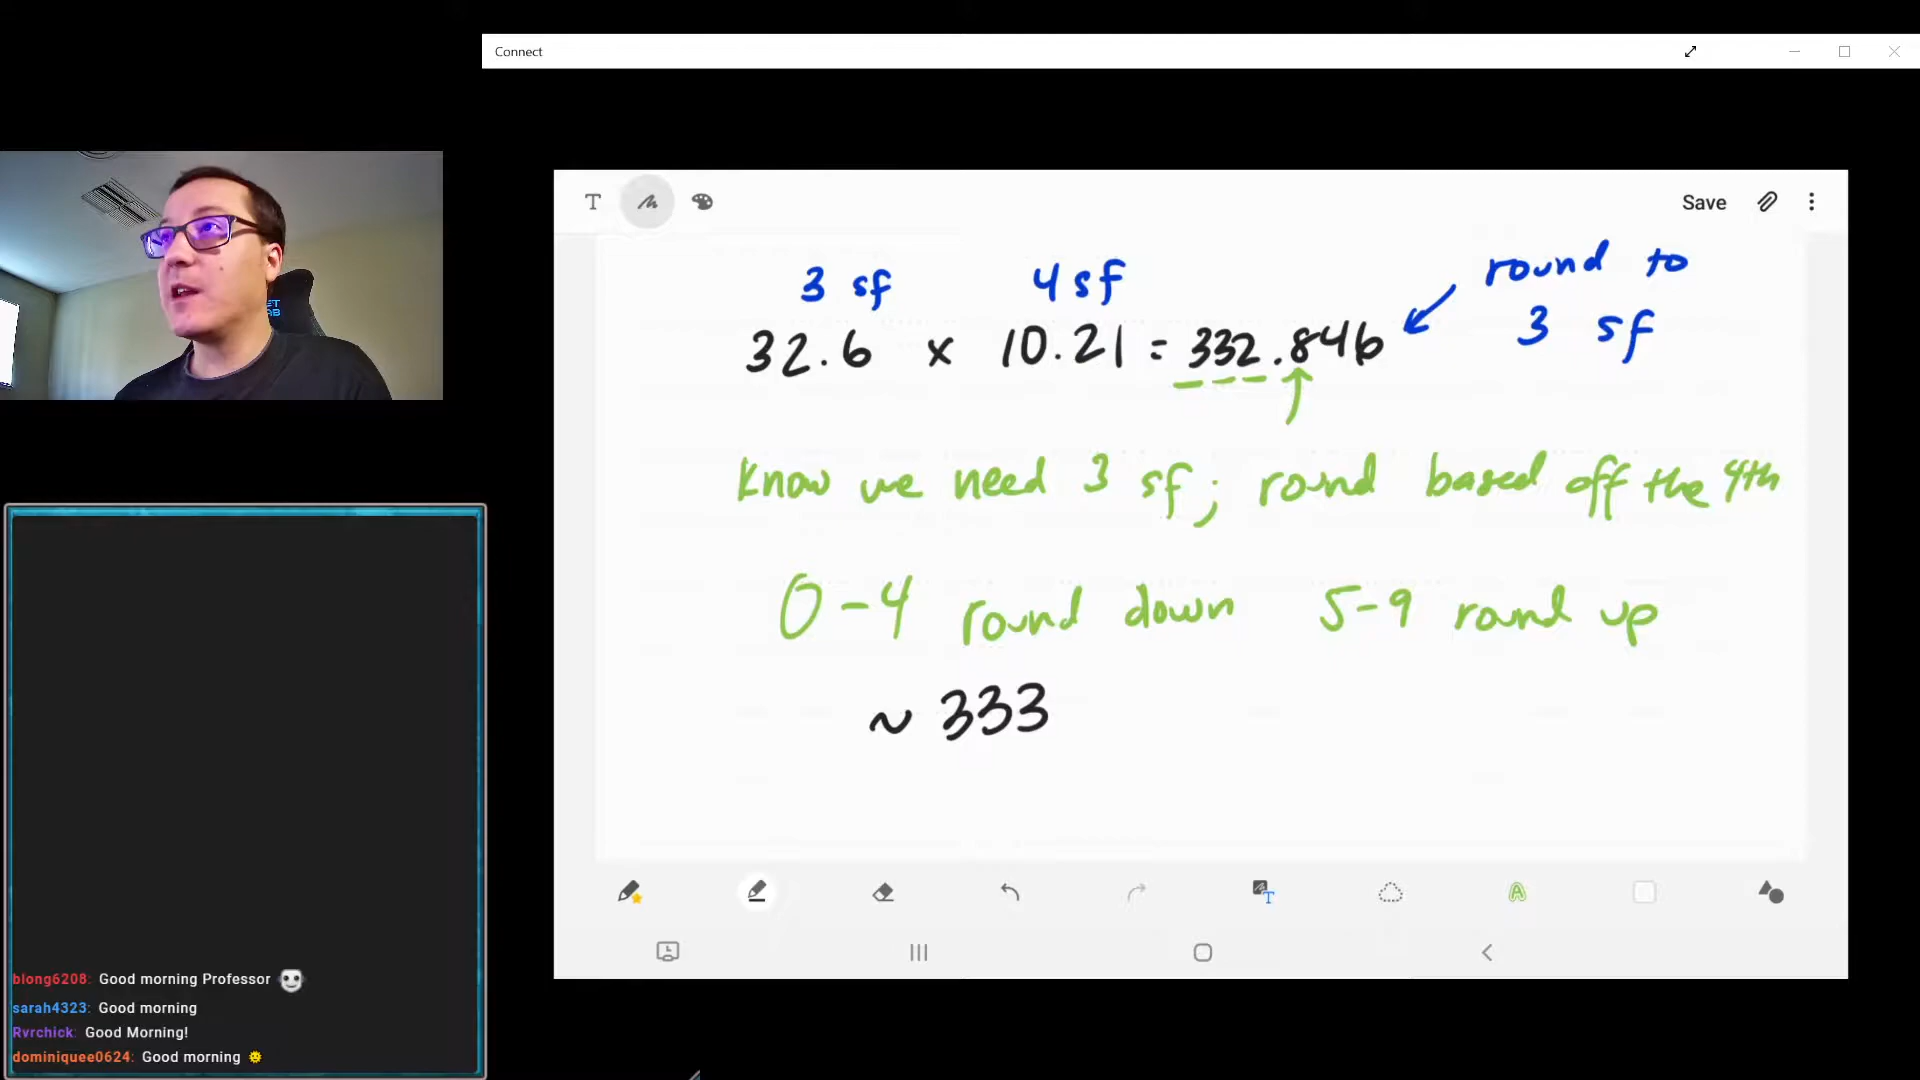 Connect
T
Save
3 sf 4 sf round to
32.6 x 10.21 = 332.846 3 sf
Know we need 3 sf; round based off the 4th
0-4 round down 5-9 round up
~ 333
blong6208: Good morning Professor
sarah4323: Good morning
Rvrchick: Good Morning!
dominiquee0624: Good morning 🌞